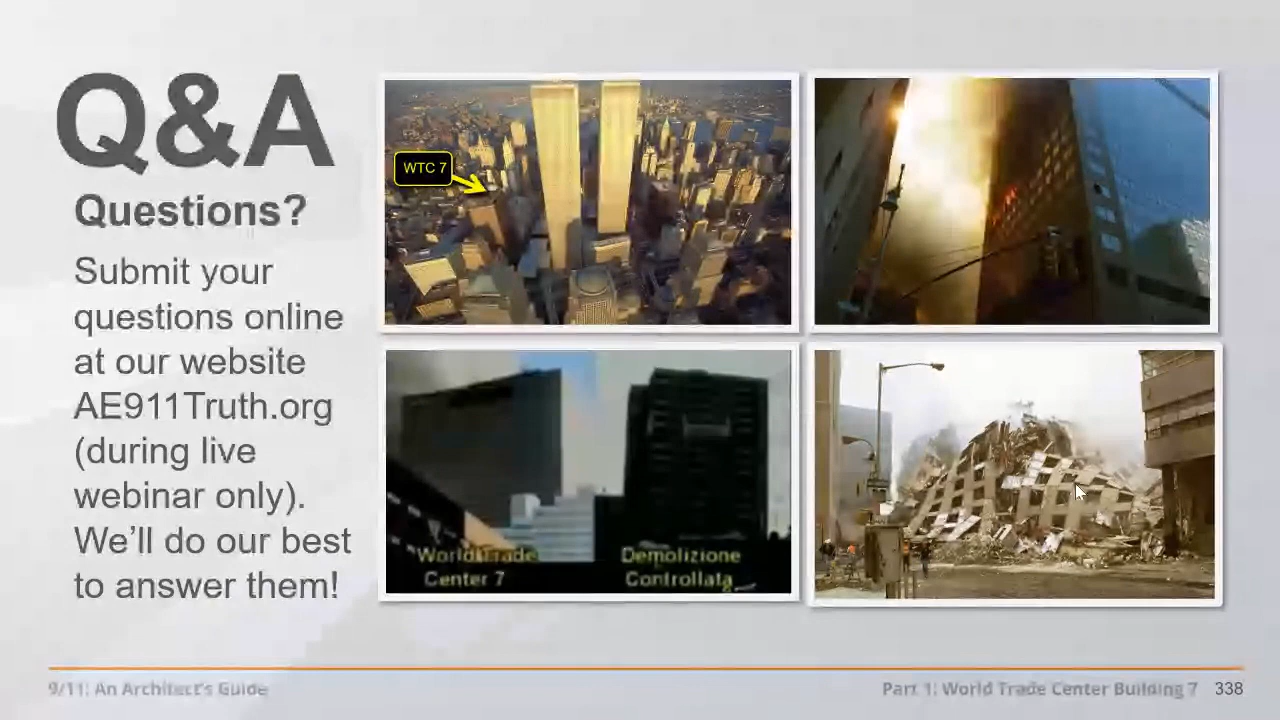 Q&A
Questions?
Submit your
questions online
at our website
AE911Truth.org
(during live
webinar only).
We’ll do our best
to answer them!
WTC 7
World Trade
Center 7
Demolizione
Controllata
9/11: An Architect's Guide
Part 1: World Trade Center Building 7
338